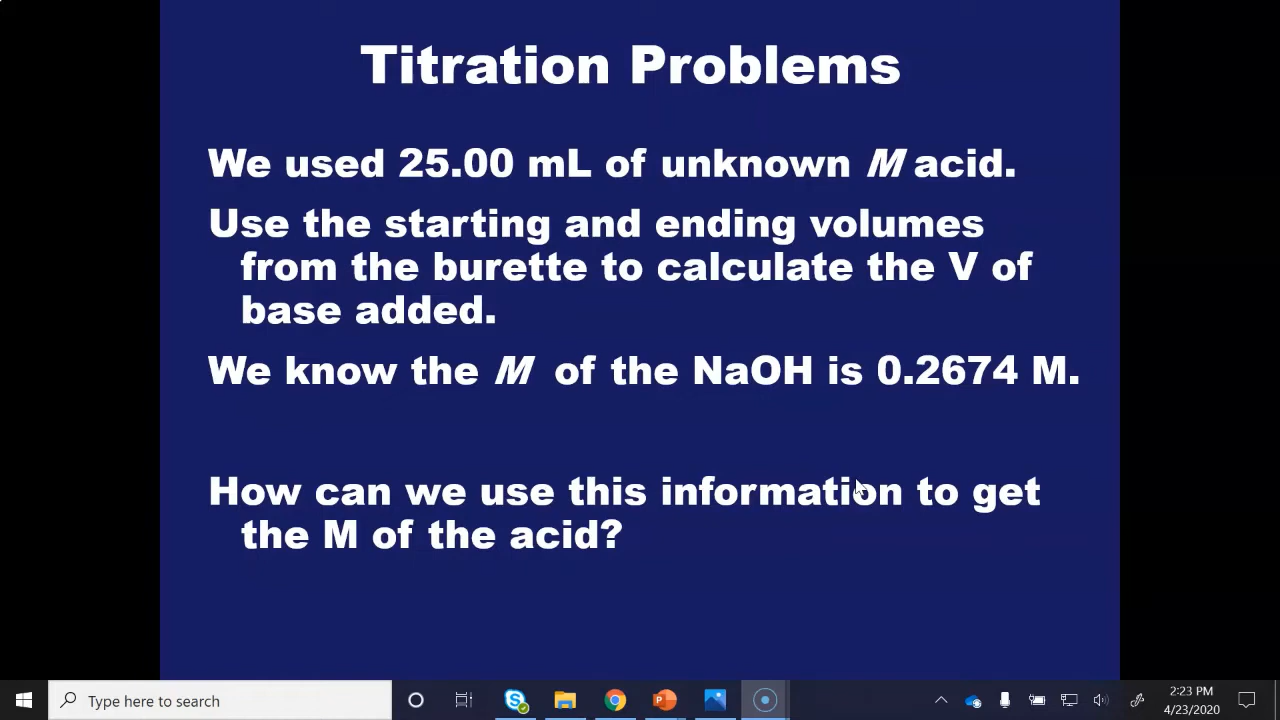 Titration Problems
We used 25.00 mL of unknown M acid.
Use the starting and ending volumes
from the burette to calculate the V of
base added.
We know the M of the NaOH is 0.2674 M.
How can we use this information to get
the M of the acid?
Type here to search
2:23 PM
4/23/2020